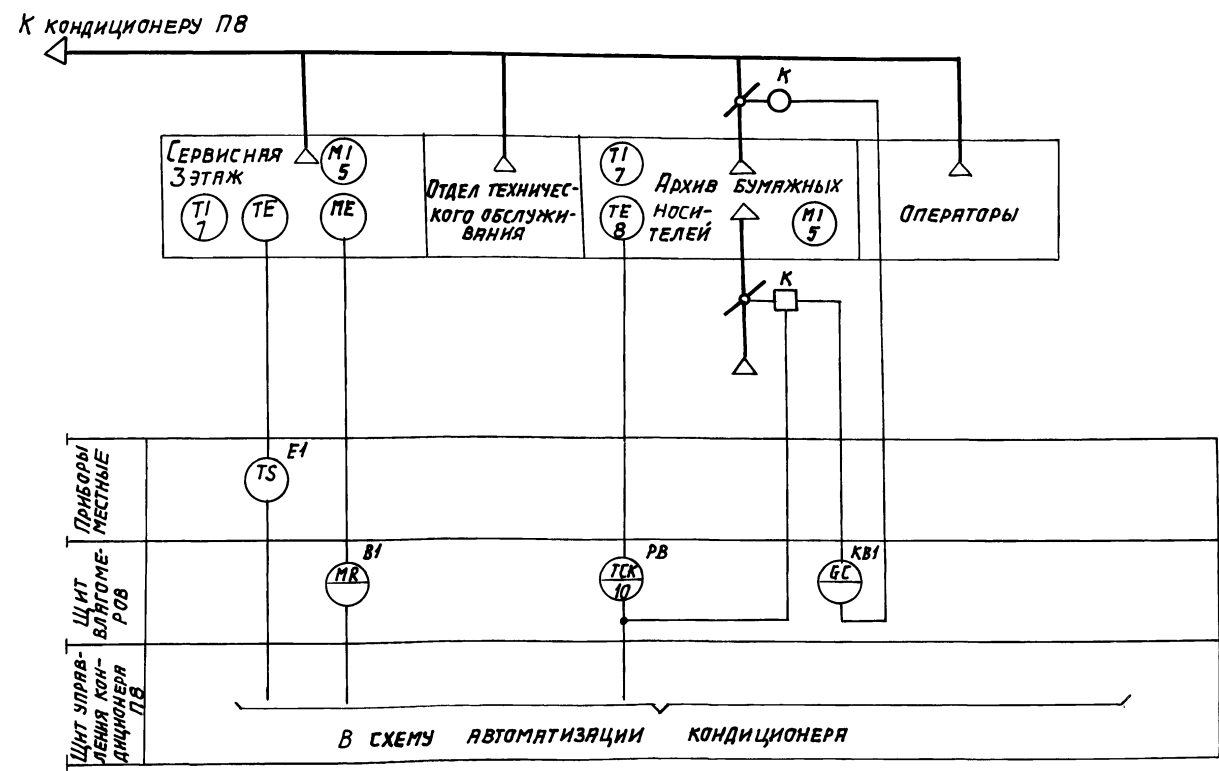 К КОНДИЦИОНЕРУ П8
К
СЕРВИСНАЯ
3 ЭТАЖ
MI
5
TI
7
TE
ME
ОТДЕЛ ТЕХНИЧЕС-
КОГО ОБСЛУЖИ-
ВАНИЯ
TI
7
АРХИВ БУМАЖНЫХ
TE
8
НОСИ-
ТЕЛЕЙ
MI
5
ОПЕРАТОРЫ
К
ПРИБОРЫ
МЕСТНЫЕ
TS
E1
ЩИТ
ВЛАГОМЕ-
РОВ
MR
B1
TCK
10
PB
GC
KB1
ЩИТ УПРАВ-
ЛЕНИЯ КОН-
ДИЦИОНЕРА
П8
В СХЕМУ АВТОМАТИЗАЦИИ КОНДИЦИОНЕРА